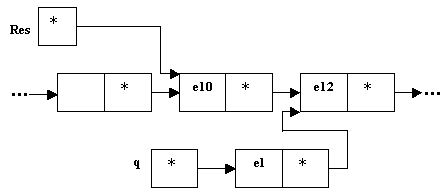 Res *
... * e10 * e12 * ...
q * e1 *